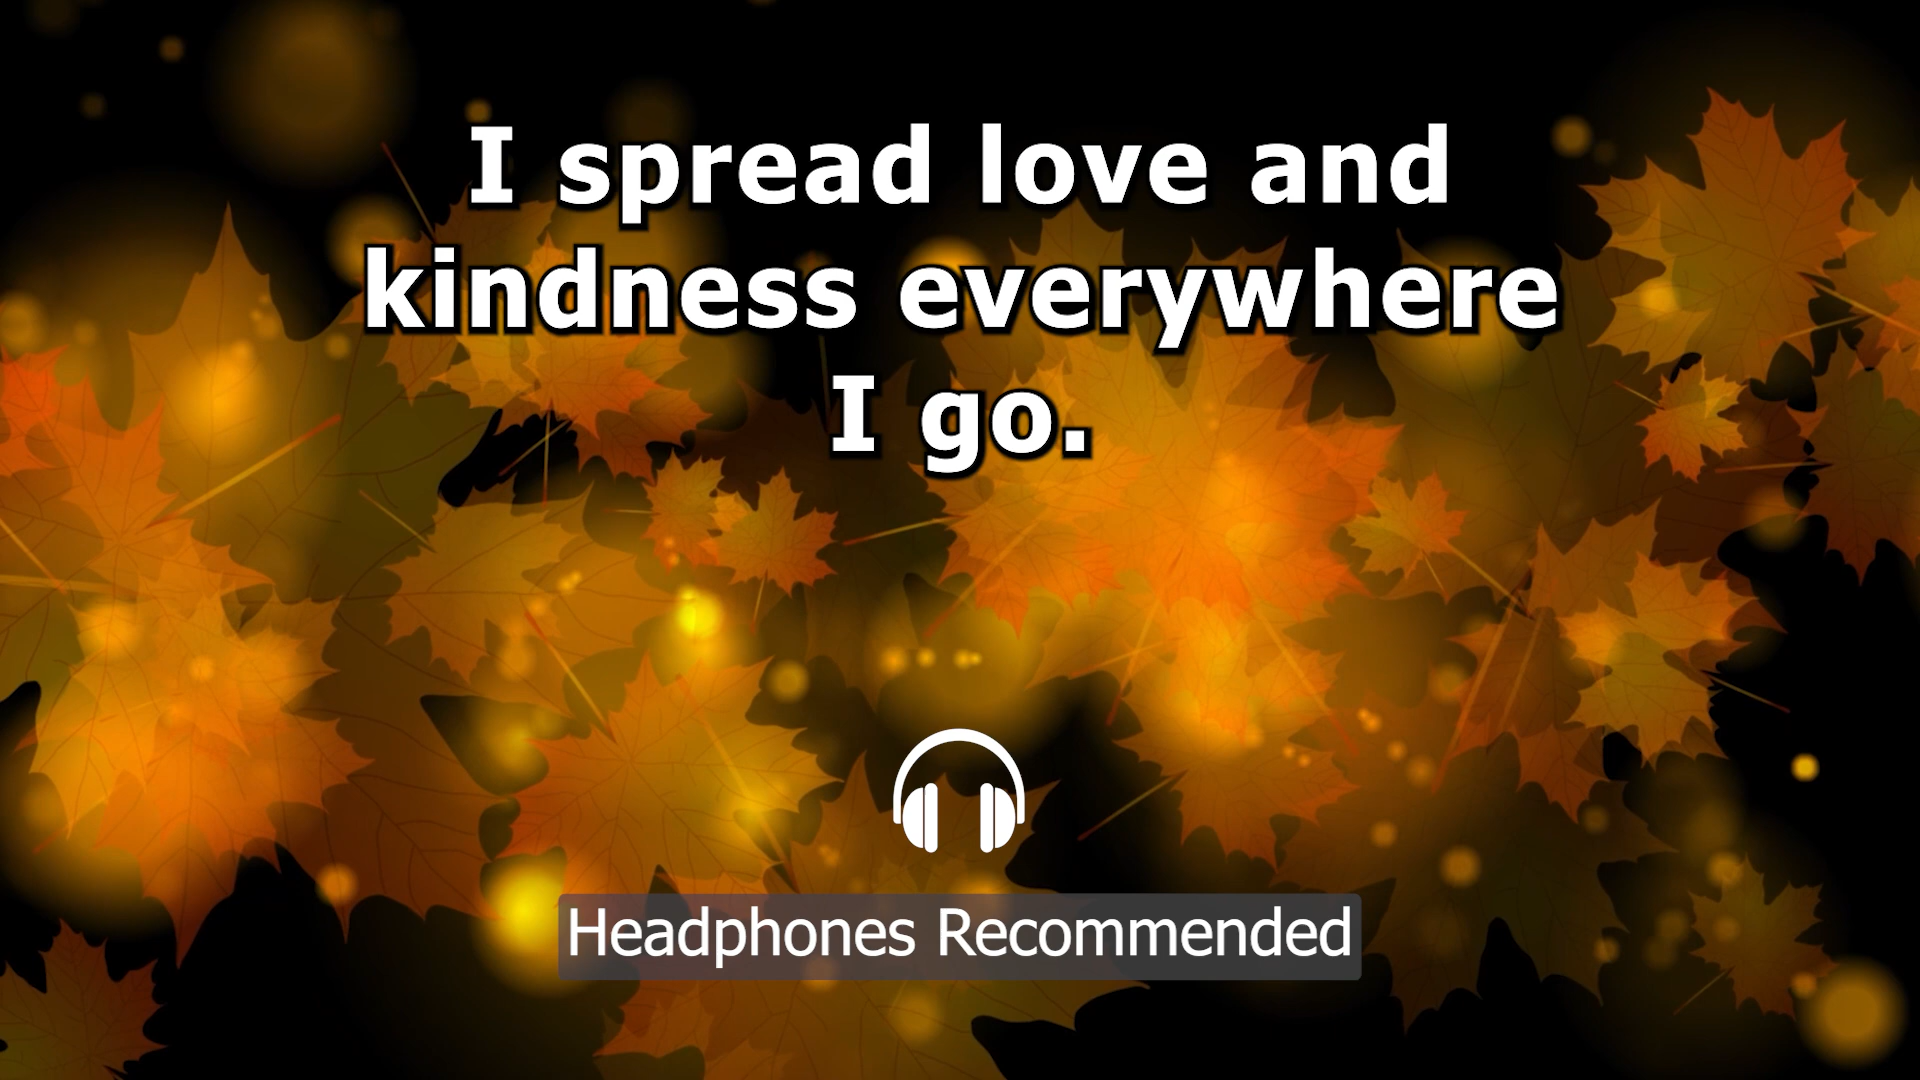 I spread love and
kindness everywhere
I go.
Headphones Recommended